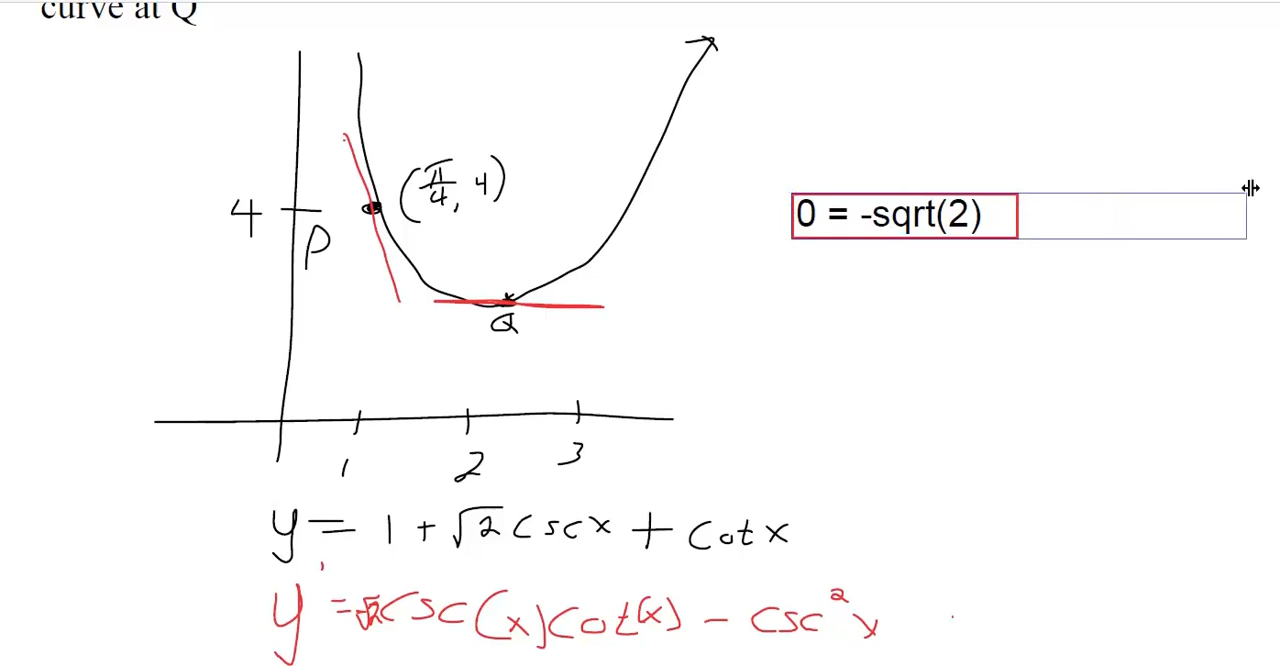 curve at Q
(π/4, 4)
4
P
0 = -sqrt(2)
Q
1 2 3
y = 1 + √2 csc x + cot x
y' = -√2 csc(x) cot(x) - csc² x